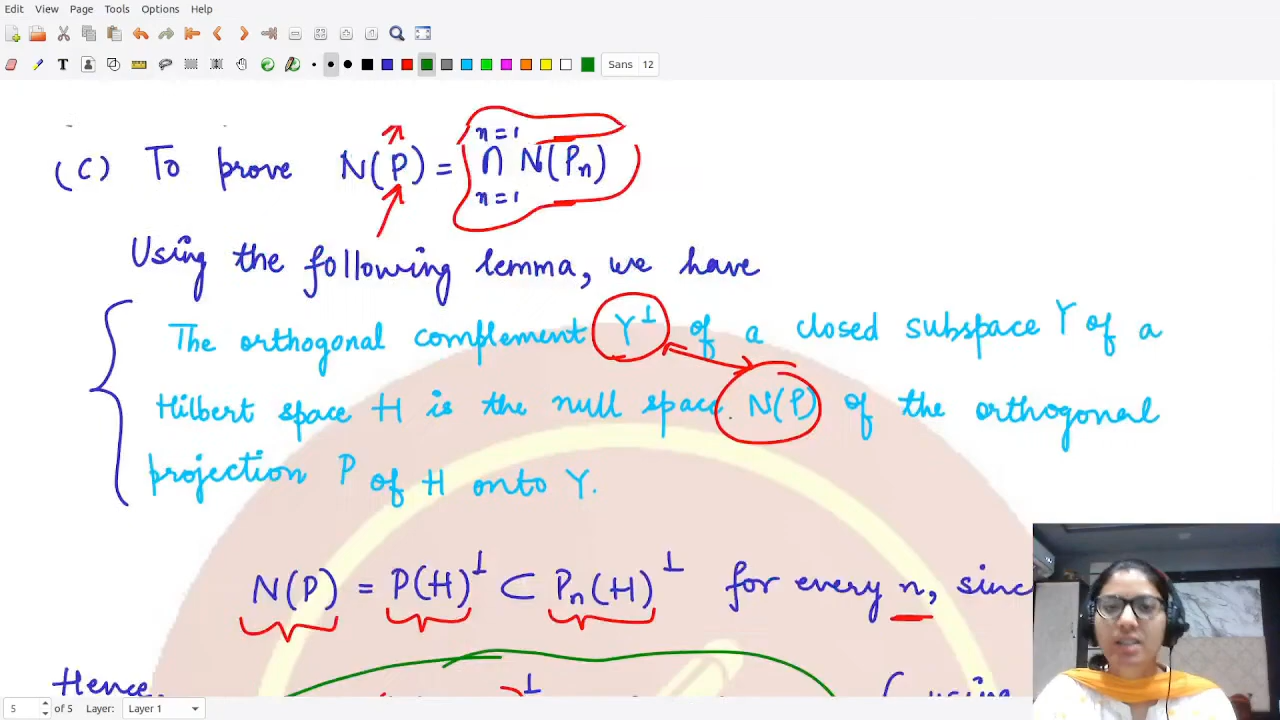 Edit View Page Tools Options Help
Sans 12
n=1
(C) To prove N(P) = ∩ N(Pn)
n=1
Using the following lemma, we have
The orthogonal complement Y⊥ of a closed subspace Y of a
Hilbert space H is the null space N(P) of the orthogonal
projection P of H onto Y.
N(P) = P(H)⊥ ⊂ Pn(H)⊥ for every n, sinc
Hence,
( using
5 of 5 Layer: Layer 1